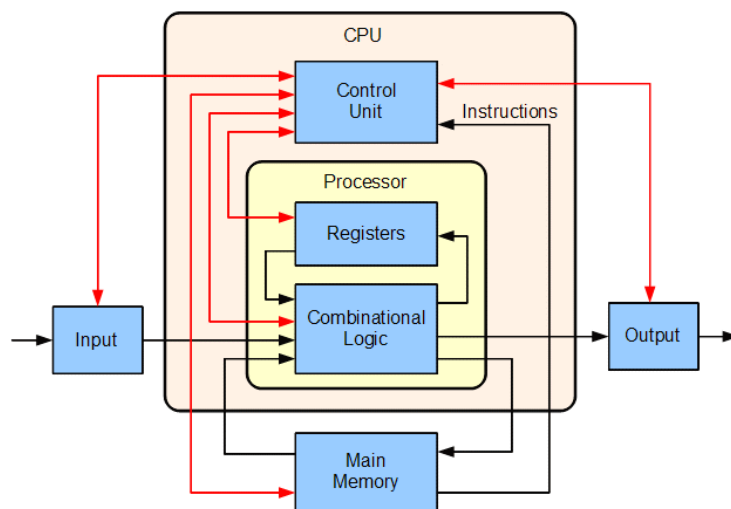 CPU
Control
Unit
Instructions
Processor
Registers
Combinational
Logic
Input
Output
Main
Memory